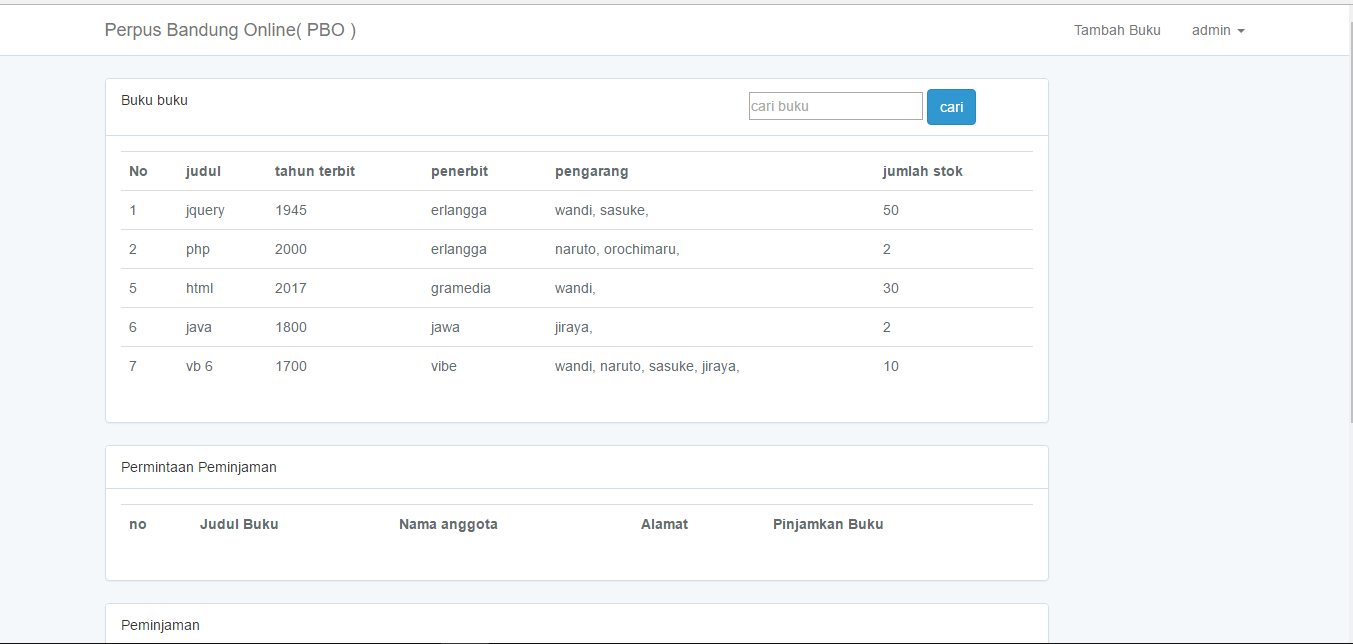 Perpus Bandung Online( PBO ) Tambah Buku admin
Buku buku cari buku cari
No judul tahun terbit penerbit pengarang jumlah stok
1 jquery 1945 erlangga wandi, sasuke, 50
2 php 2000 erlangga naruto, orochimaru, 2
5 html 2017 gramedia wandi, 30
6 java 1800 jawa jiraya, 2
7 vb 6 1700 vibe wandi, naruto, sasuke, jiraya, 10
Permintaan Peminjaman
no Judul Buku Nama anggota Alamat Pinjamkan Buku
Peminjaman